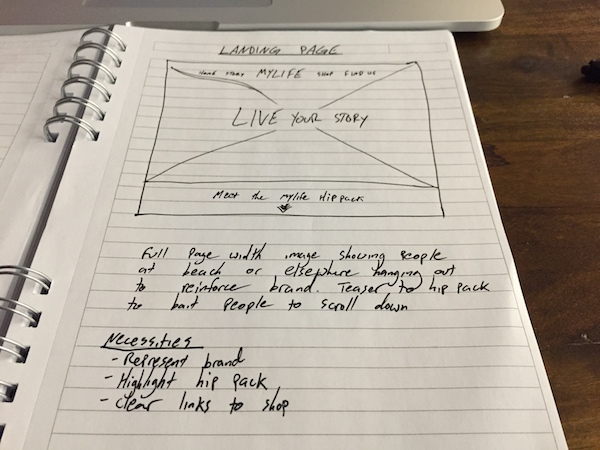 LANDING PAGE
HOME STORY MYLIFE SHOP FIND US
LIVE YOUR STORY
Meet the mylife Hip pack
Full Page width image showing People
at beach or elsephere hanging out
to reinforce brand. Teaser to hip pack
to bait People to scroll down
Necessities
- Represent brand
- Highlight hip pack
- Clear links to shop